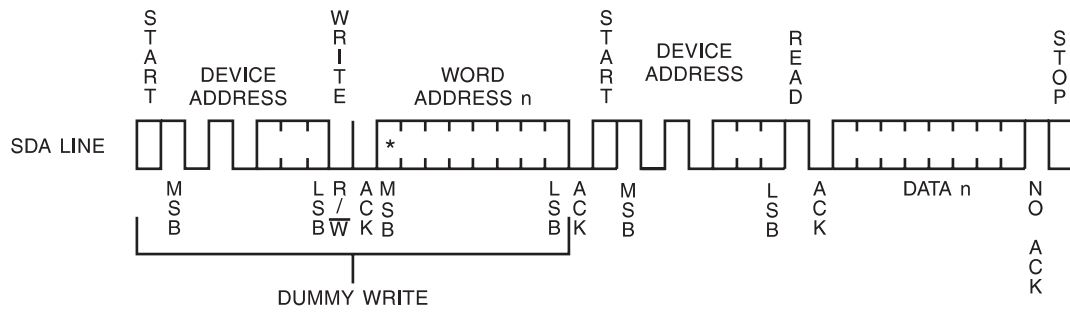 START
WRITE
START
READ
STOP
DEVICE
ADDRESS
WORD
ADDRESS n
DEVICE
ADDRESS
SDA LINE
*
MSB
LSB
R/W
ACK
MSB
LSB
ACK
MSB
LSB
ACK
DATA n
NO ACK
DUMMY WRITE